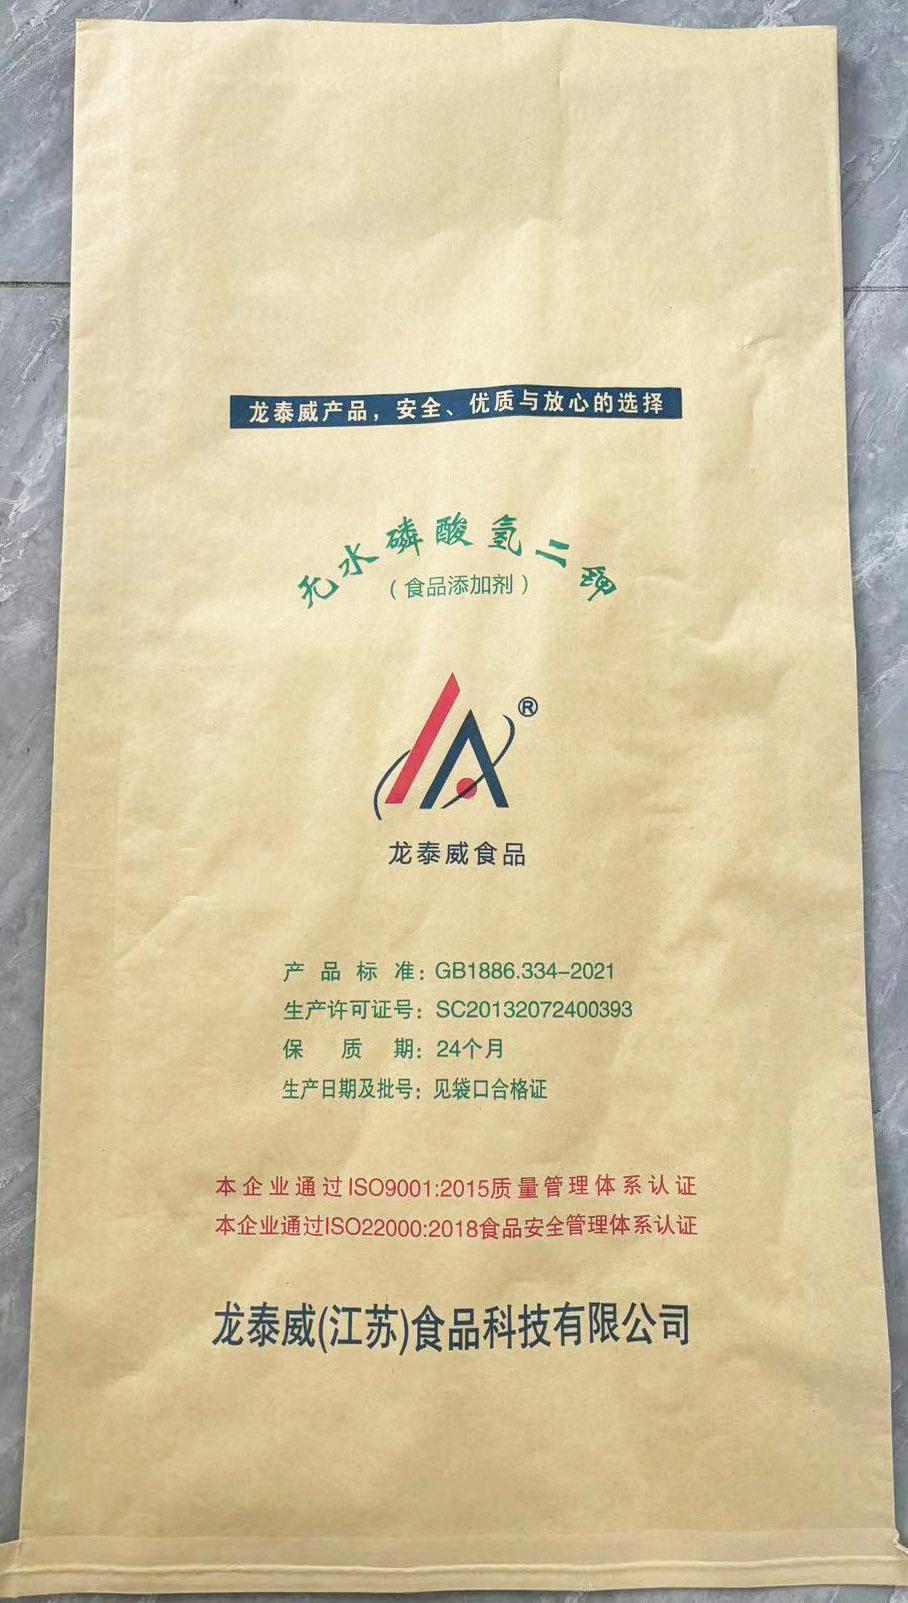 龙泰威产品，安全、优质与放心的选择
无水磷酸氢二钠
（食品添加剂）
®
龙泰威食品
产品标准：GB1886.334-2021
生产许可证号：SC20132072400393
保质期：24个月
生产日期及批号：见袋口合格证
本企业通过ISO9001:2015质量管理体系认证
本企业通过ISO22000:2018食品安全管理体系认证
龙泰威(江苏)食品科技有限公司